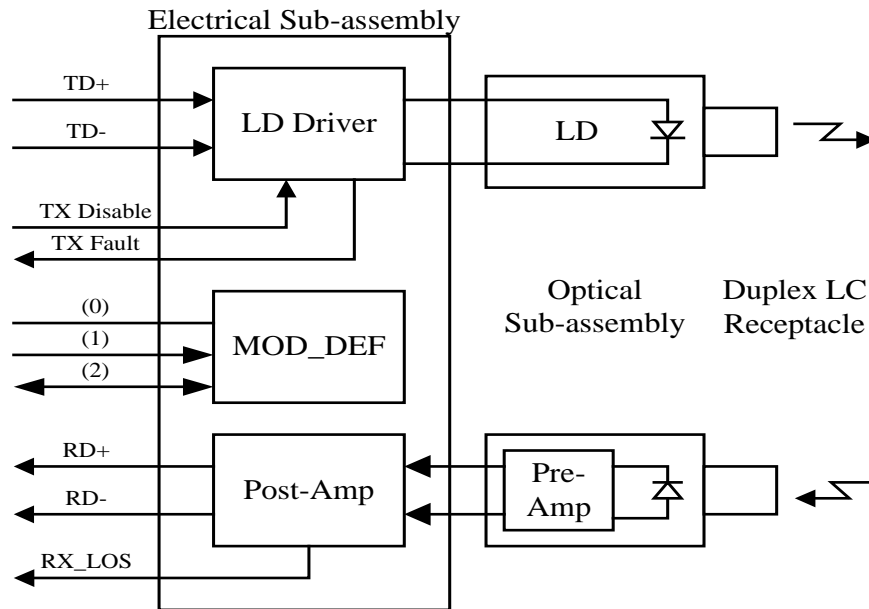 Electrical Sub-assembly
TD+
TD-
LD Driver
LD
TX Disable
TX Fault
(0)
(1)
(2)
MOD_DEF
Optical
Sub-assembly
Duplex LC
Receptacle
RD+
RD-
RX_LOS
Post-Amp
Pre-
Amp